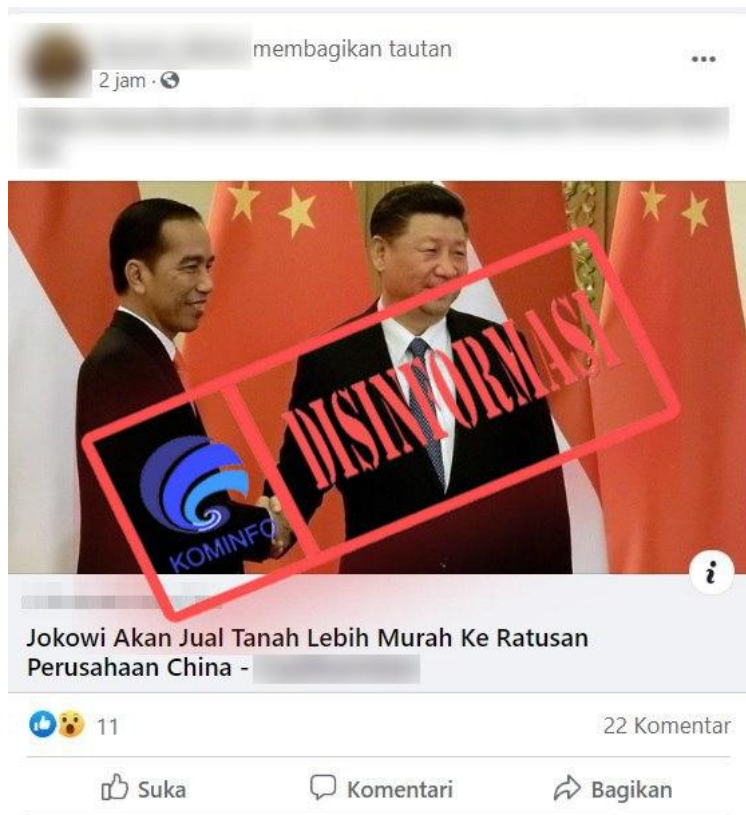 membagikan tautan
2 jam ·
DISINFORMASI
KOMINFO
Jokowi Akan Jual Tanah Lebih Murah Ke Ratusan
Perusahaan China -
11
22 Komentar
Suka
Komentari
Bagikan